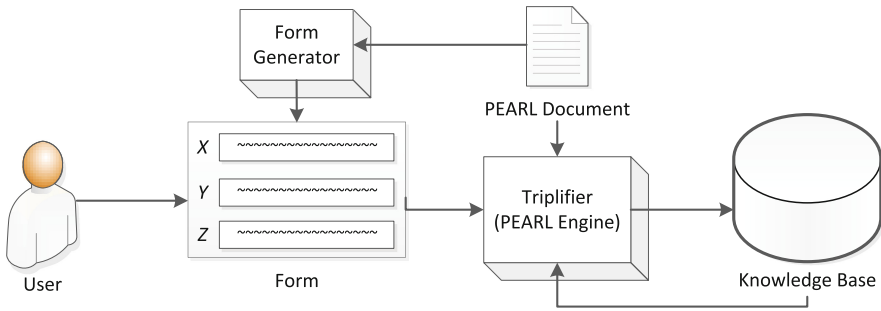 Form
Generator
PEARL Document
X ~~~~~~~~~~~~~~~~~
Y ~~~~~~~~~~~~~~~~~
Z ~~~~~~~~~~~~~~~~~
Triplifier
(PEARL Engine)
User
Form
Knowledge Base